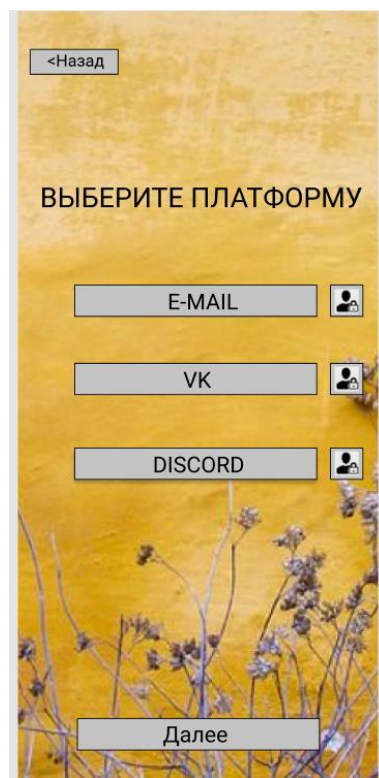 <Назад
ВЫБЕРИТЕ ПЛАТФОРМУ
E-MAIL
VK
DISCORD
Далее